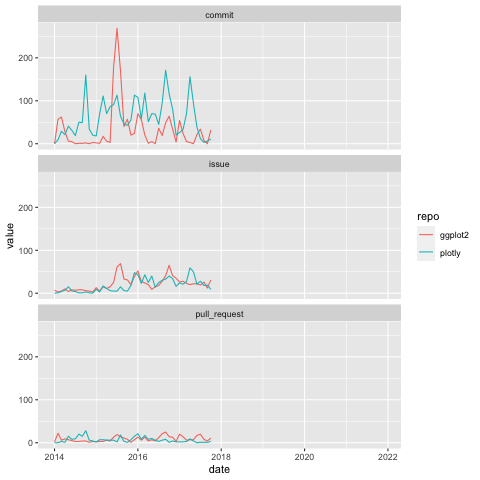 commit
200
100
0
issue
200
100
0
pull_request
200
100
0
2014
2016
2018
2020
2022
date
value
repo
ggplot2
plotly